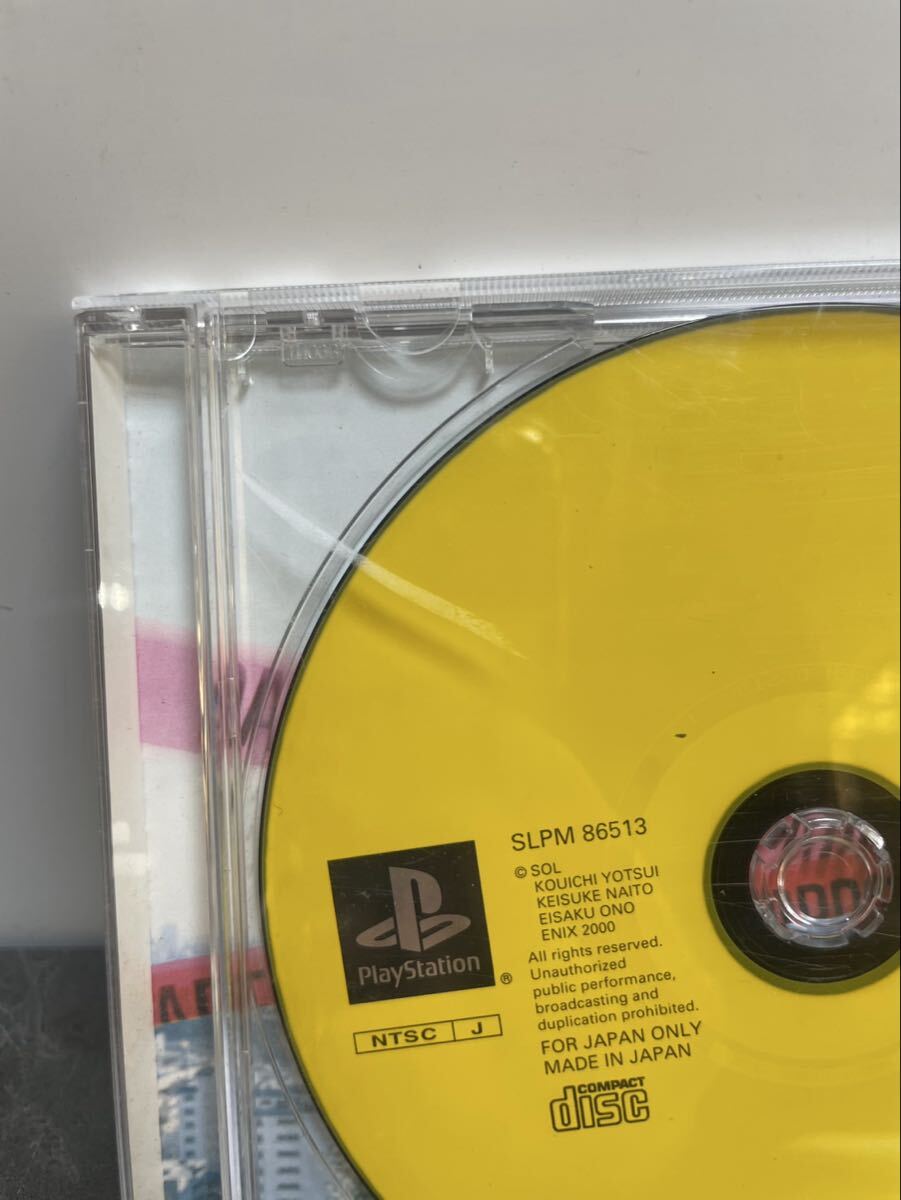 SLPM 86513
© SOL
KOUICHI YOTSUI
KEISUKE NAITO
EISAKU ONO
ENIX 2000
All rights reserved.
Unauthorized
public performance,
broadcasting and
duplication prohibited.
FOR JAPAN ONLY
MADE IN JAPAN
COMPACT
disc
PlayStation
®
NTSC J